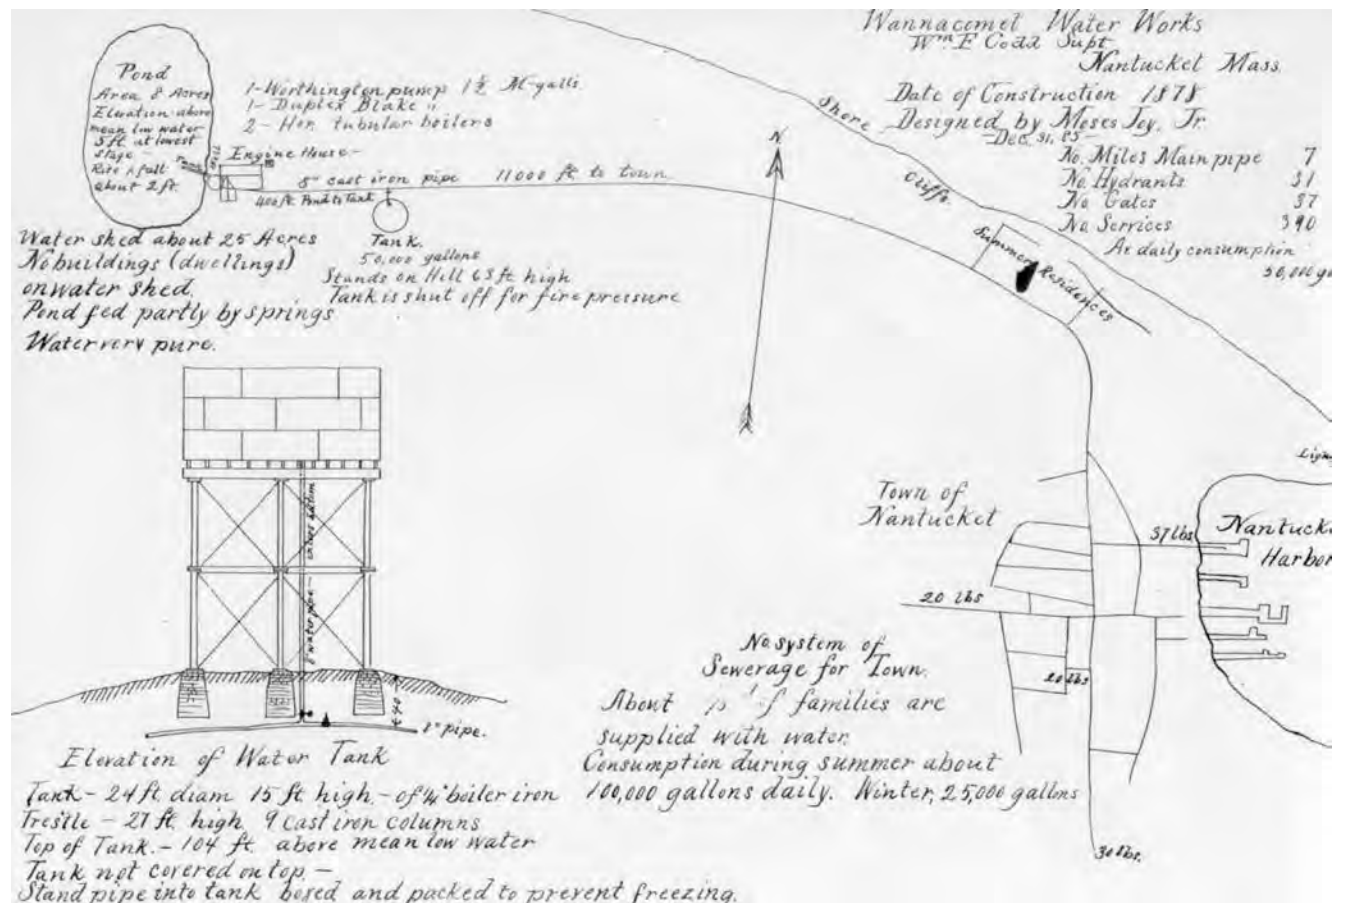 Wannacomet Water Works
Wm F Codd Supt
Nantucket Mass.
Date of Construction 1878
Designed by Moses Joy, Jr.
Dec. 31, 85
No. Miles Main pipe 7
No. Hydrants 31
No. Gates 37
No. Services 390
Av daily consumption
50,000 ga
Pond
Area 8 Acres
Elevation above
mean low water
5 ft. at lowest
stage –
Rise & fall
about 2 ft.
1 - Worthington pump 1½ M-galls
1 - Duplex Blake "
2 - Hor. tubular boilers
Engine House –
8" cast iron pipe 11000 ft to town
400 ft. Pond to Tank
Tank.
50,000 gallons
Stands on Hill 63 ft high
Tank is shut off for fire pressure
Water shed about 25 Acres
No buildings (dwellings)
on water shed.
Pond fed partly by springs
Water very pure.
N
Shore
Cliffs.
Summer Residences
Town of
Nantucket
37 lbs
Nantucke
Harbor
20 lbs
20 lbs
30 lbs.
8" pipe.
No system of
Sewerage for Town.
About of families are
supplied with water.
Consumption during summer about
100,000 gallons daily. Winter, 25,000 gallons
Elevation of Water Tank
Tank – 24 ft diam 15 ft high – of ¼" boiler iron
Trestle – 27 ft. high 9 cast iron columns
Top of Tank. – 104 ft. above mean low water
Tank not covered on top. –
Stand pipe into tank boxed and packed to prevent freezing.